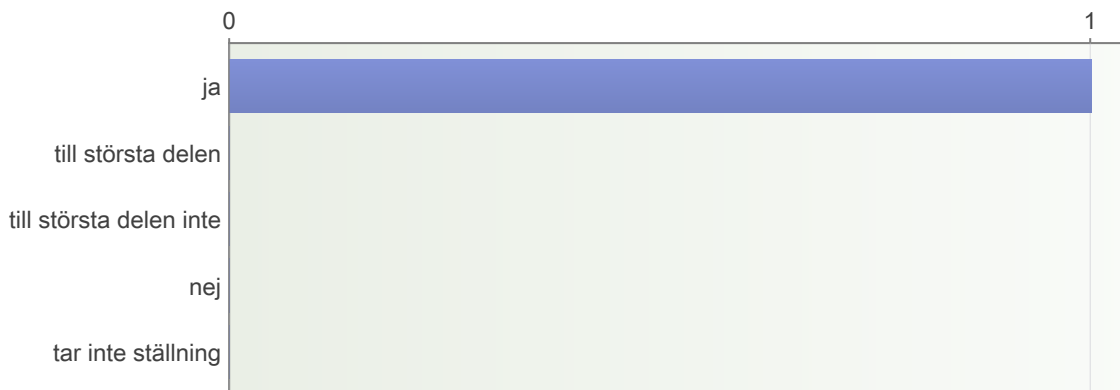 0 1
ja
till största delen
till största delen inte
nej
tar inte ställning